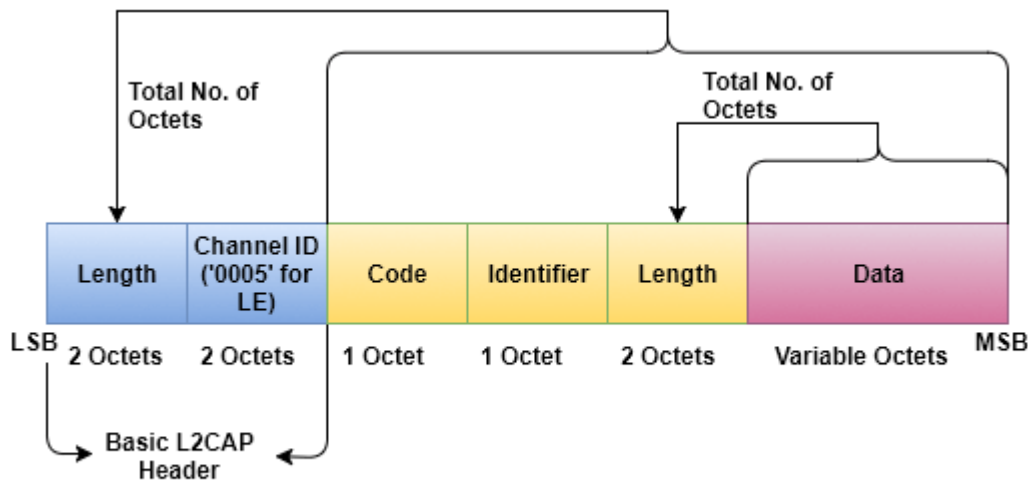 Total No. of
Octets
Total No. of
Octets
Length
Channel ID
('0005' for
LE)
Code
Identifier
Length
Data
LSB
2 Octets
2 Octets
1 Octet
1 Octet
2 Octets
Variable Octets
MSB
Basic L2CAP
Header